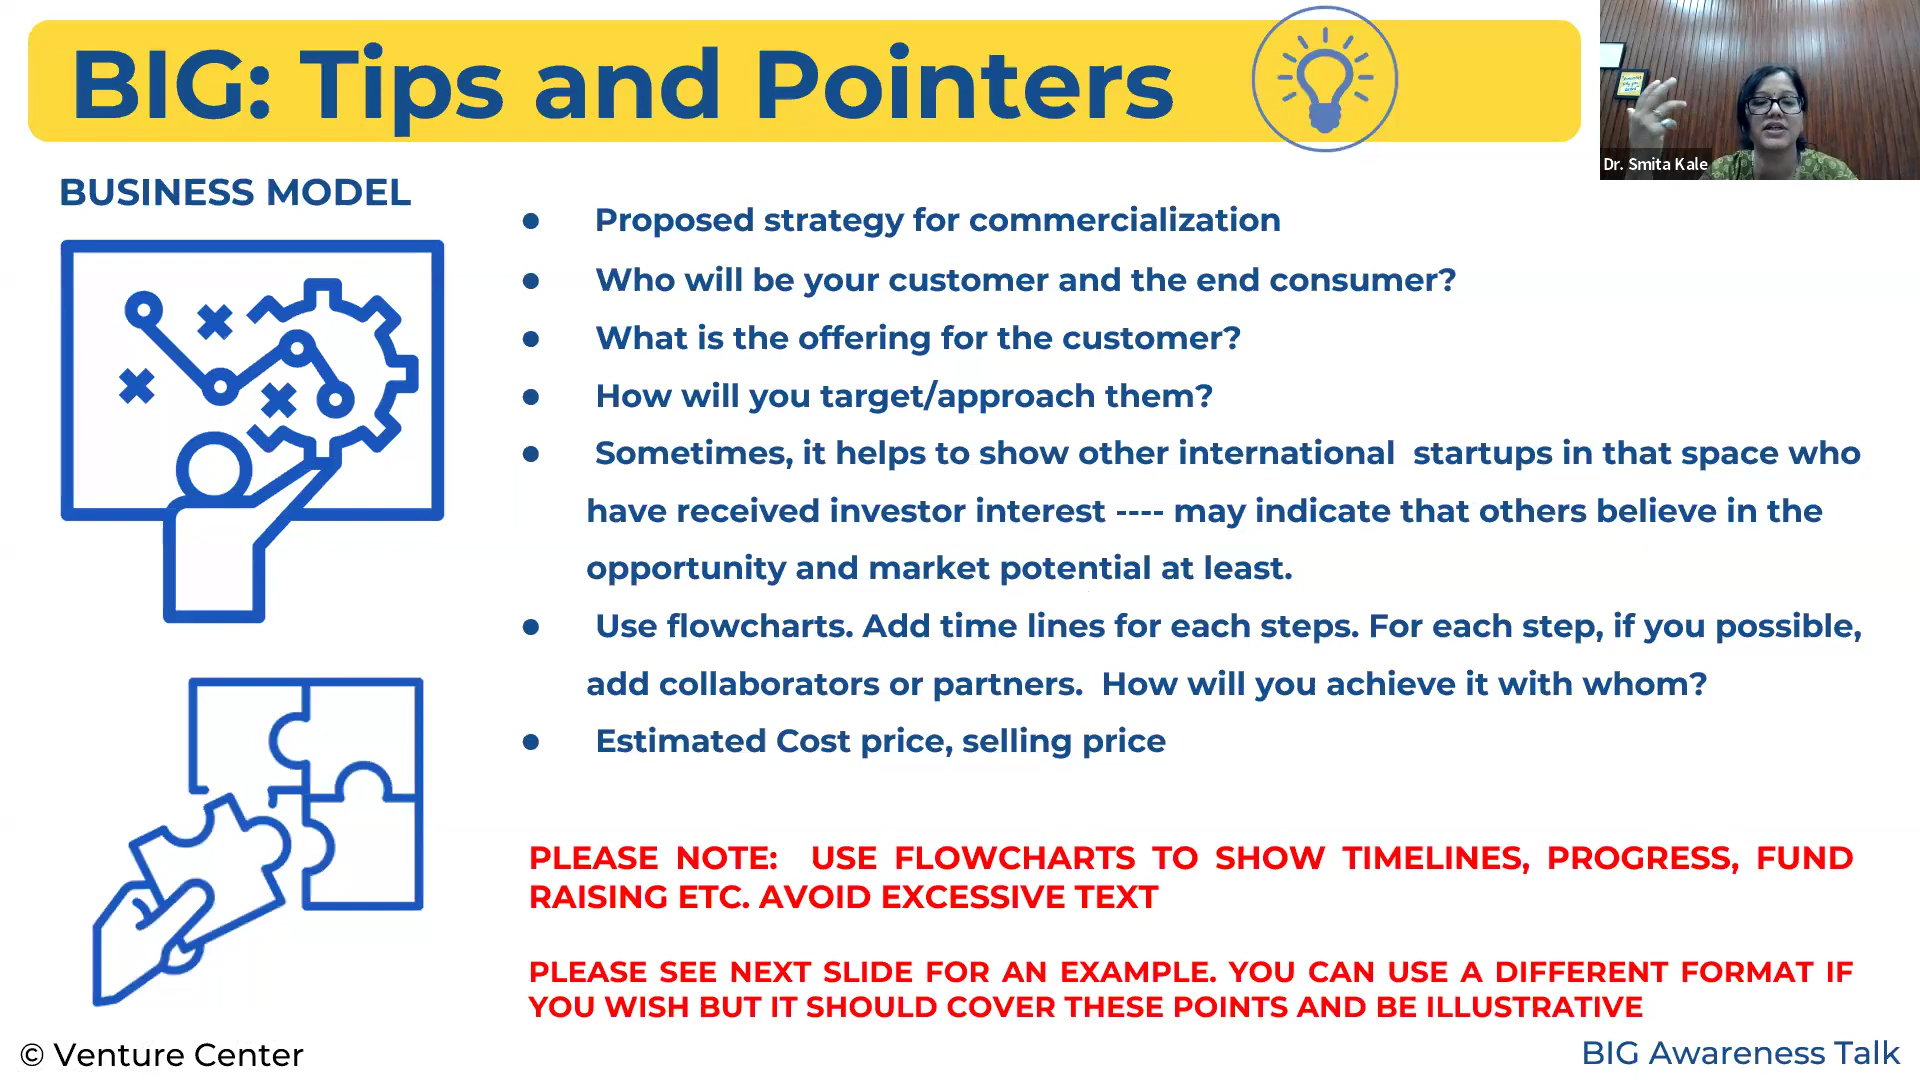 BIG: Tips and Pointers
Dr. Smita Kale
BUSINESS MODEL
● Proposed strategy for commercialization
● Who will be your customer and the end consumer?
● What is the offering for the customer?
● How will you target/approach them?
● Sometimes, it helps to show other international startups in that space who
have received investor interest ---- may indicate that others believe in the
opportunity and market potential at least.
● Use flowcharts. Add time lines for each steps. For each step, if you possible,
add collaborators or partners. How will you achieve it with whom?
● Estimated Cost price, selling price
PLEASE NOTE: USE FLOWCHARTS TO SHOW TIMELINES, PROGRESS, FUND
RAISING ETC. AVOID EXCESSIVE TEXT
PLEASE SEE NEXT SLIDE FOR AN EXAMPLE. YOU CAN USE A DIFFERENT FORMAT IF
YOU WISH BUT IT SHOULD COVER THESE POINTS AND BE ILLUSTRATIVE
© Venture Center
BIG Awareness Talk